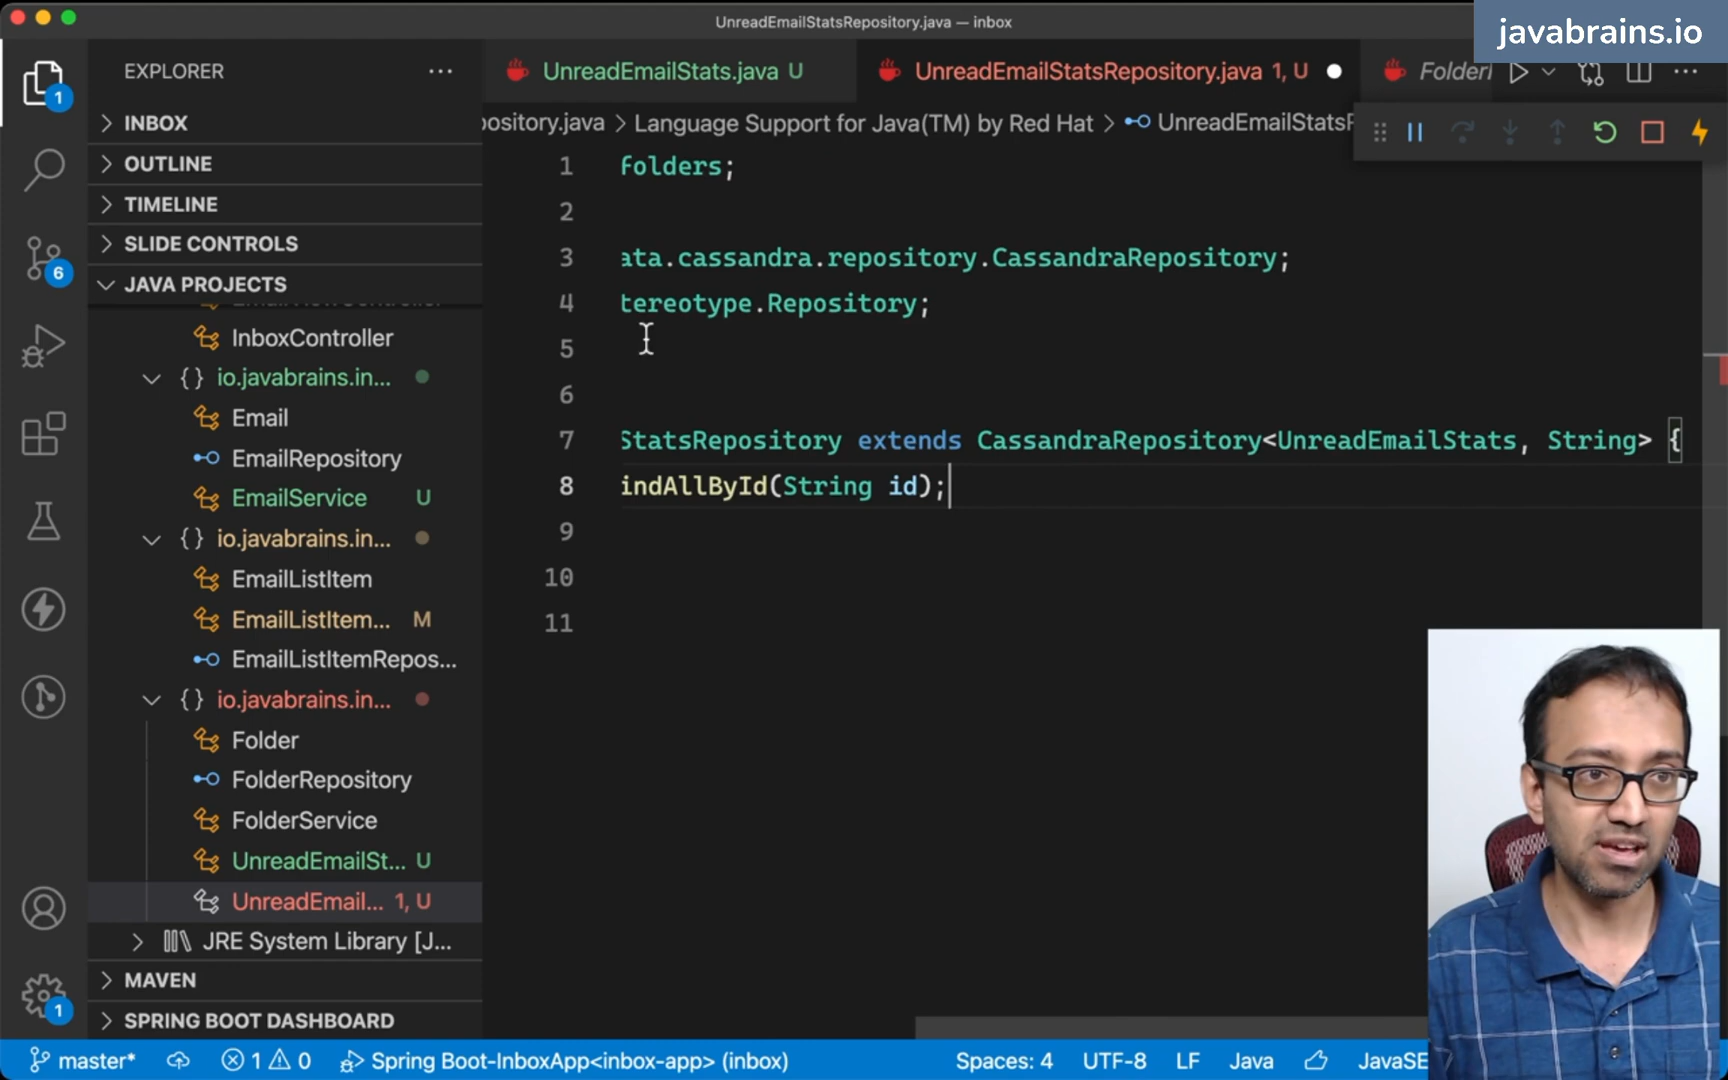 UnreadEmailStatsRepository.java — inbox
javabrains.io
EXPLORER
UnreadEmailStats.java U
UnreadEmailStatsRepository.java 1, U
FolderI
INBOX
OUTLINE
TIMELINE
SLIDE CONTROLS
JAVA PROJECTS
InboxController
io.javabrains.in...
Email
EmailRepository
EmailService U
io.javabrains.in...
EmailListItem
EmailListItem... M
EmailListItemRepos...
io.javabrains.in...
Folder
FolderRepository
FolderService
UnreadEmailSt... U
UnreadEmail... 1, U
JRE System Library [J...
MAVEN
SPRING BOOT DASHBOARD
1
6
1
pository.java > Language Support for Java(TM) by Red Hat > UnreadEmailStatsF
1 folders;
2
3 ata.cassandra.repository.CassandraRepository;
4 tereotype.Repository;
5
6
7 StatsRepository extends CassandraRepository<UnreadEmailStats, String> {
8 indAllById(String id);
9
10
11
master* 1 0 Spring Boot-InboxApp<inbox-app> (inbox) Spaces: 4 UTF-8 LF Java JavaSE